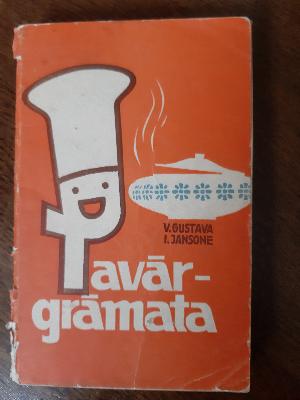 V. GUSTAVA
I. JANSONE
Pavār-
grāmata